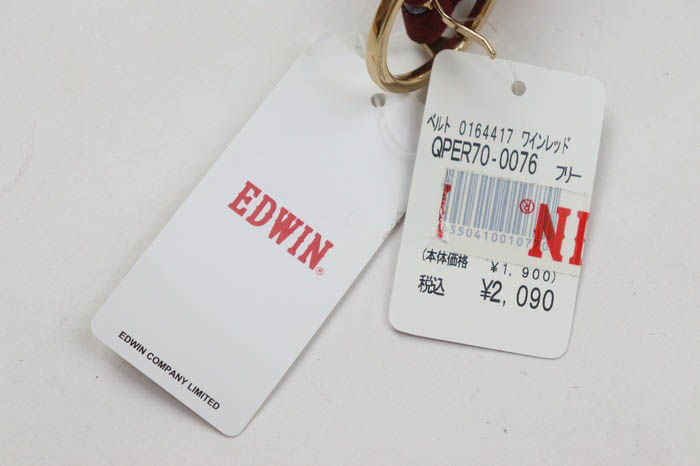 EDWIN®
EDWIN COMPANY LIMITED
ベルト 0164417 ワインレッド
QPER70-0076 フリー
®
(本体価格 ¥1,900)
税込 ¥2,090